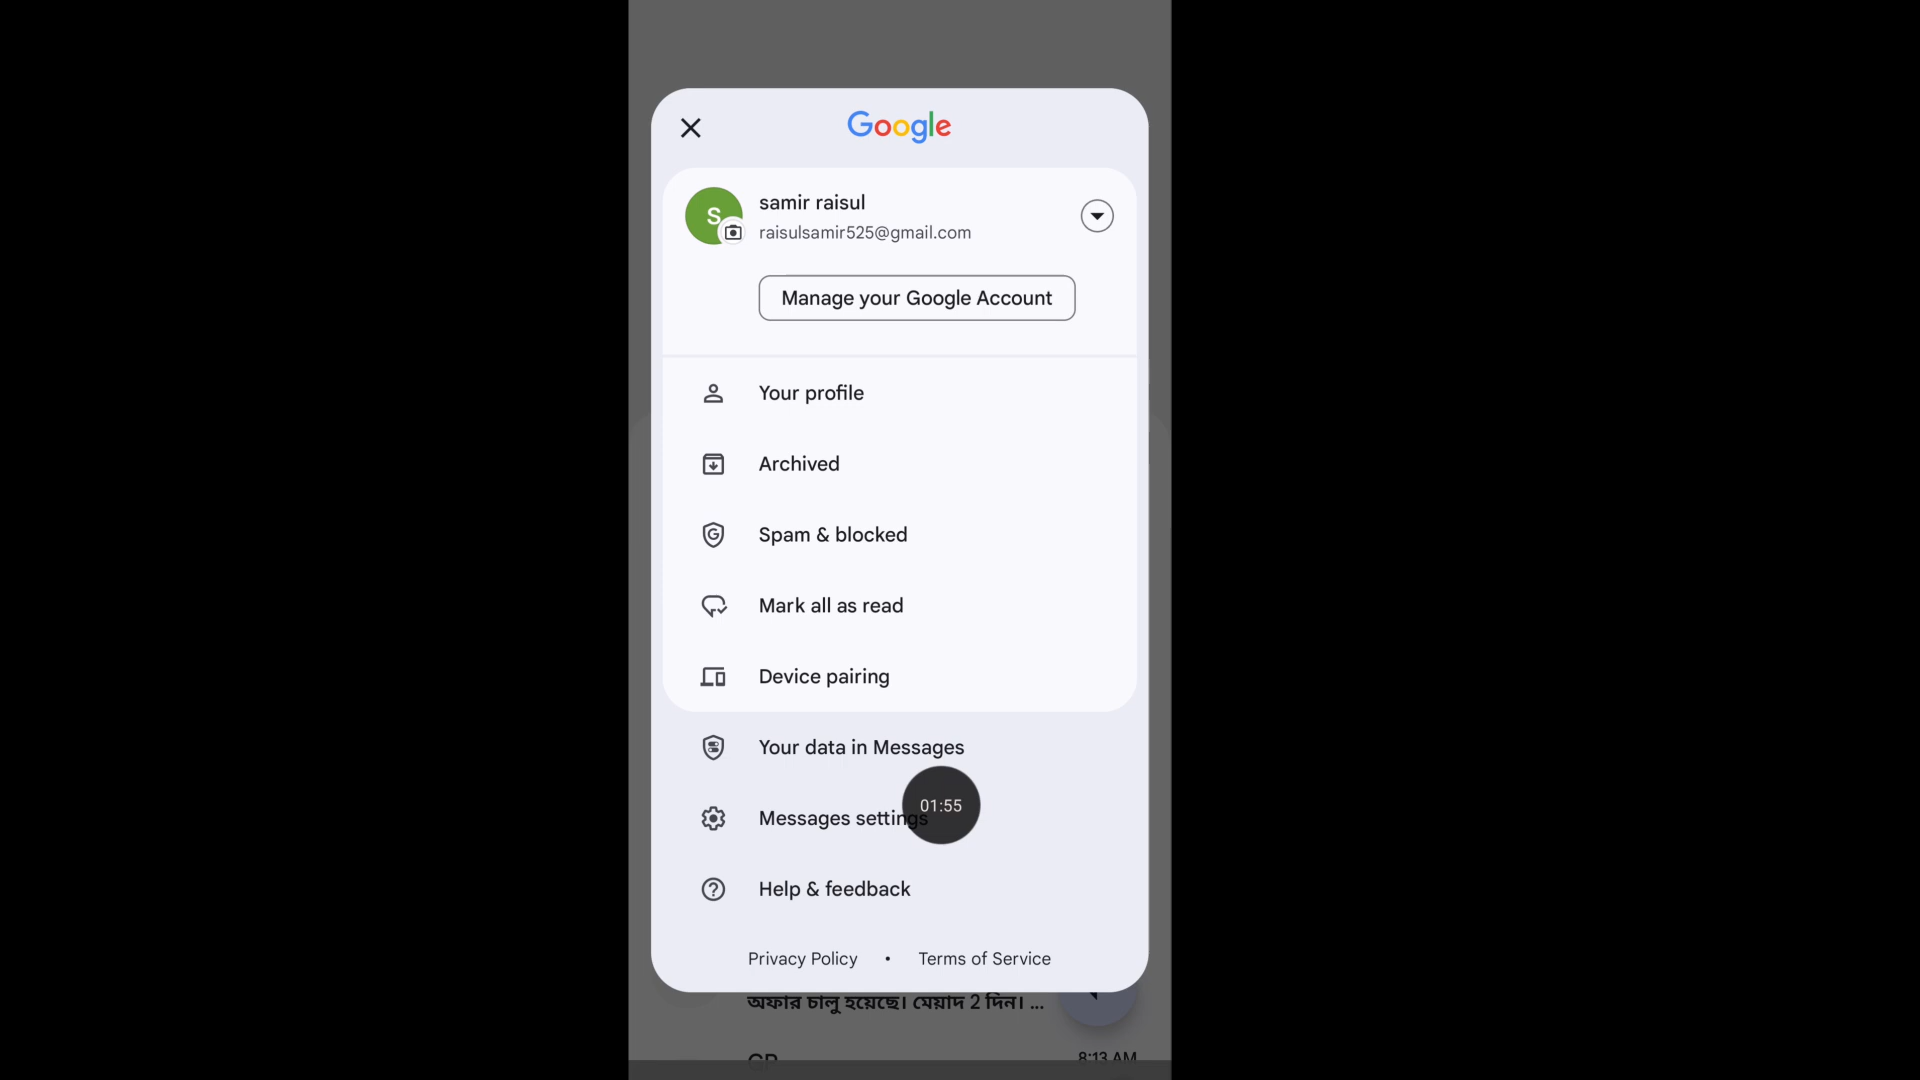 Google
S
samir raisul
raisulsamir525@gmail.com
Manage your Google Account
Your profile
Archived
Spam & blocked
Mark all as read
Device pairing
Your data in Messages
01:55
Messages settings
Help & feedback
Privacy Policy • Terms of Service
অফার চালু হয়েছে। মেয়াদ 2 দিন। ...
GP 8:13 AM